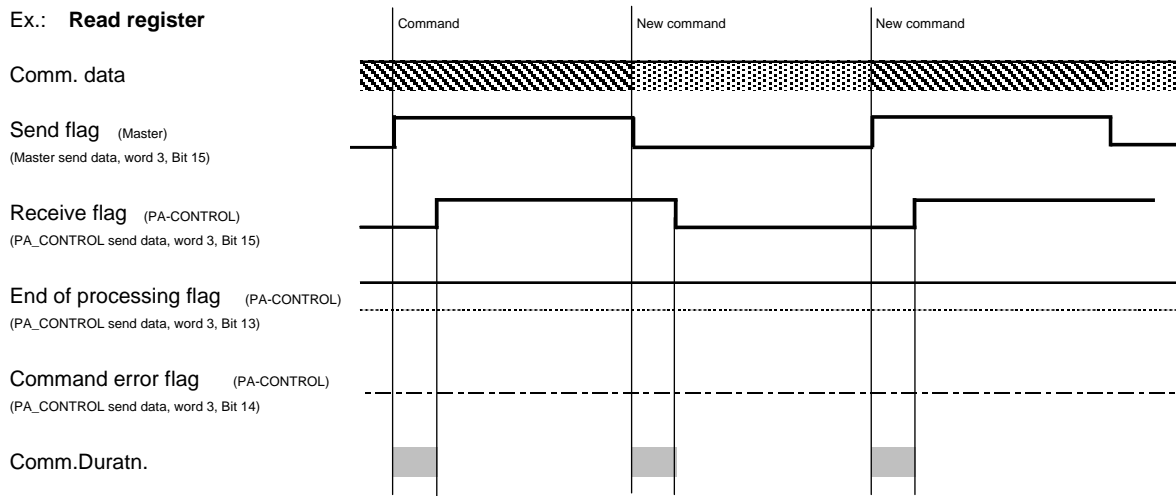 Ex.: Read register
Command
New command
New command
Comm. data
Send flag (Master)
(Master send data, word 3, Bit 15)
Receive flag (PA-CONTROL)
(PA_CONTROL send data, word 3, Bit 15)
End of processing flag (PA-CONTROL)
(PA_CONTROL send data, word 3, Bit 13)
Command error flag (PA-CONTROL)
(PA_CONTROL send data, word 3, Bit 14)
Comm.Duratn.